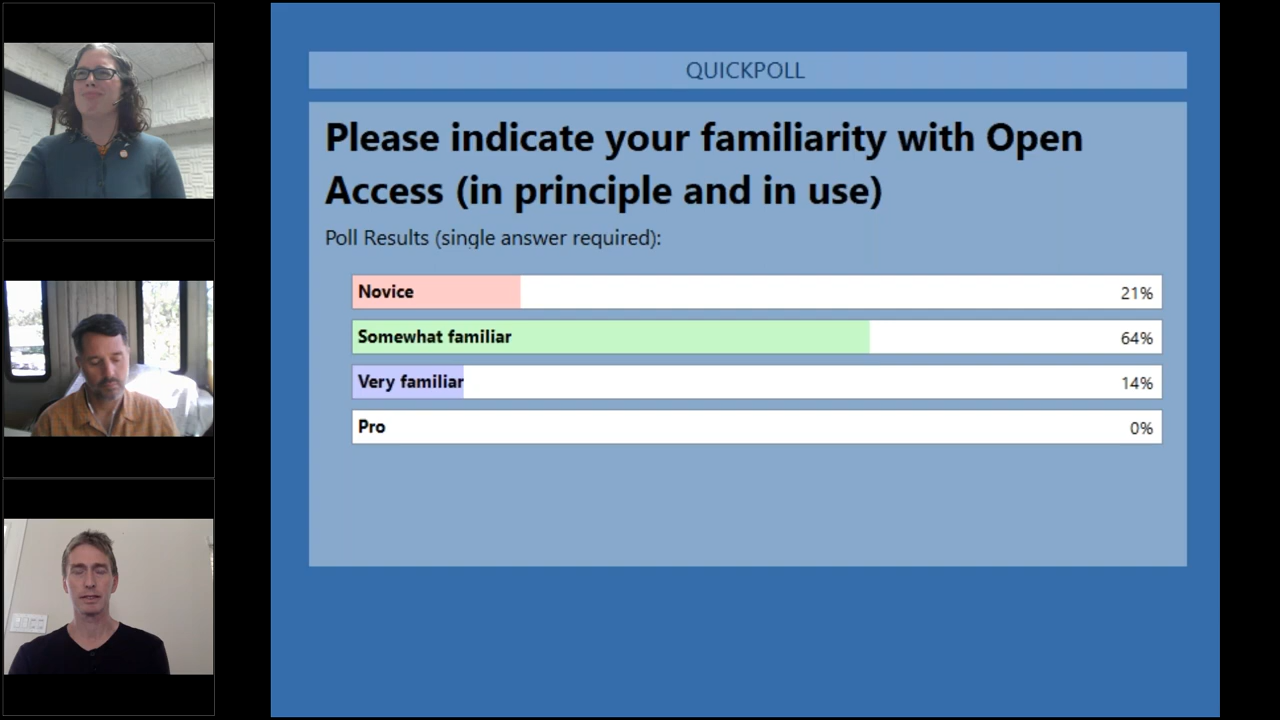 QUICKPOLL
Please indicate your familiarity with Open
Access (in principle and in use)
Poll Results (single answer required):
Novice 21%
Somewhat familiar 64%
Very familiar 14%
Pro 0%